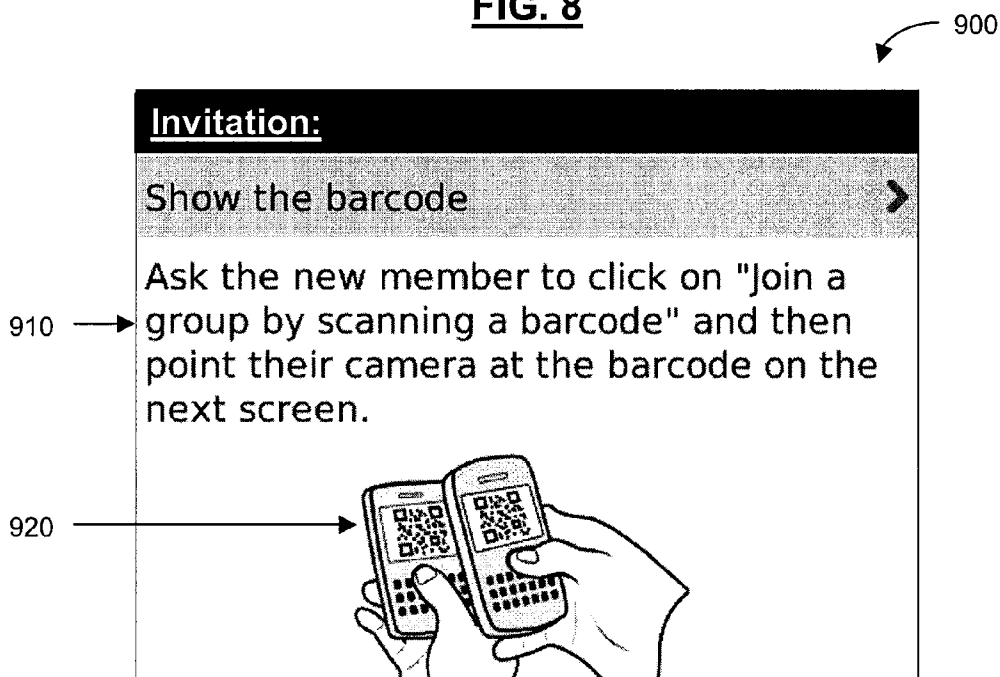 FIG. 8
900
Invitation:
Show the barcode
Ask the new member to click on "Join a
910
group by scanning a barcode" and then
point their camera at the barcode on the
next screen.
920